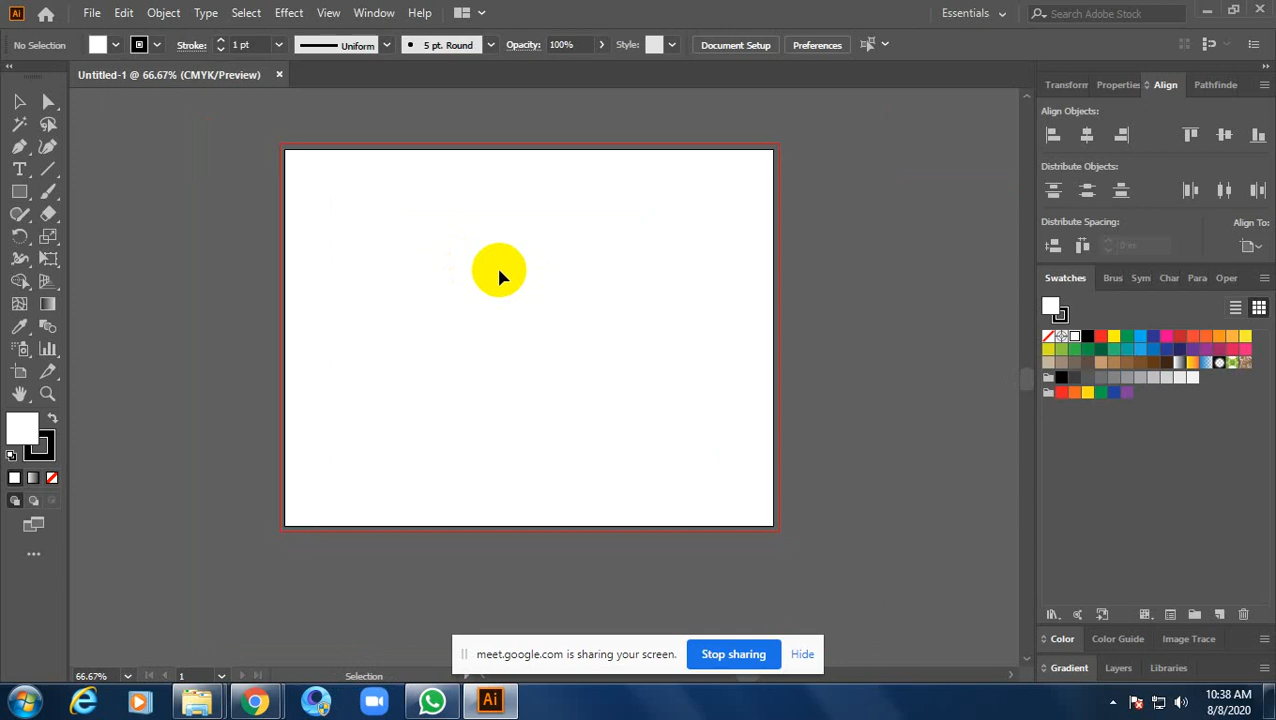 Ai File Edit Object Type Select Effect View Window Help Essentials Search Adobe Stock
No Selection Stroke: 1 pt Uniform 5 pt. Round Opacity: 100% Style: Document Setup Preferences
Untitled-1 @ 66.67% (CMYK/Preview)
Transform Properties Align Pathfinde
Align Objects:
Distribute Objects:
Distribute Spacing: Align To:
Swatches Brus Sym Char Para Oper
meet.google.com is sharing your screen. Stop sharing Hide
Color Color Guide Image Trace
Gradient Layers Libraries
66.67% 1 Selection
Ai 10:38 AM
8/8/2020